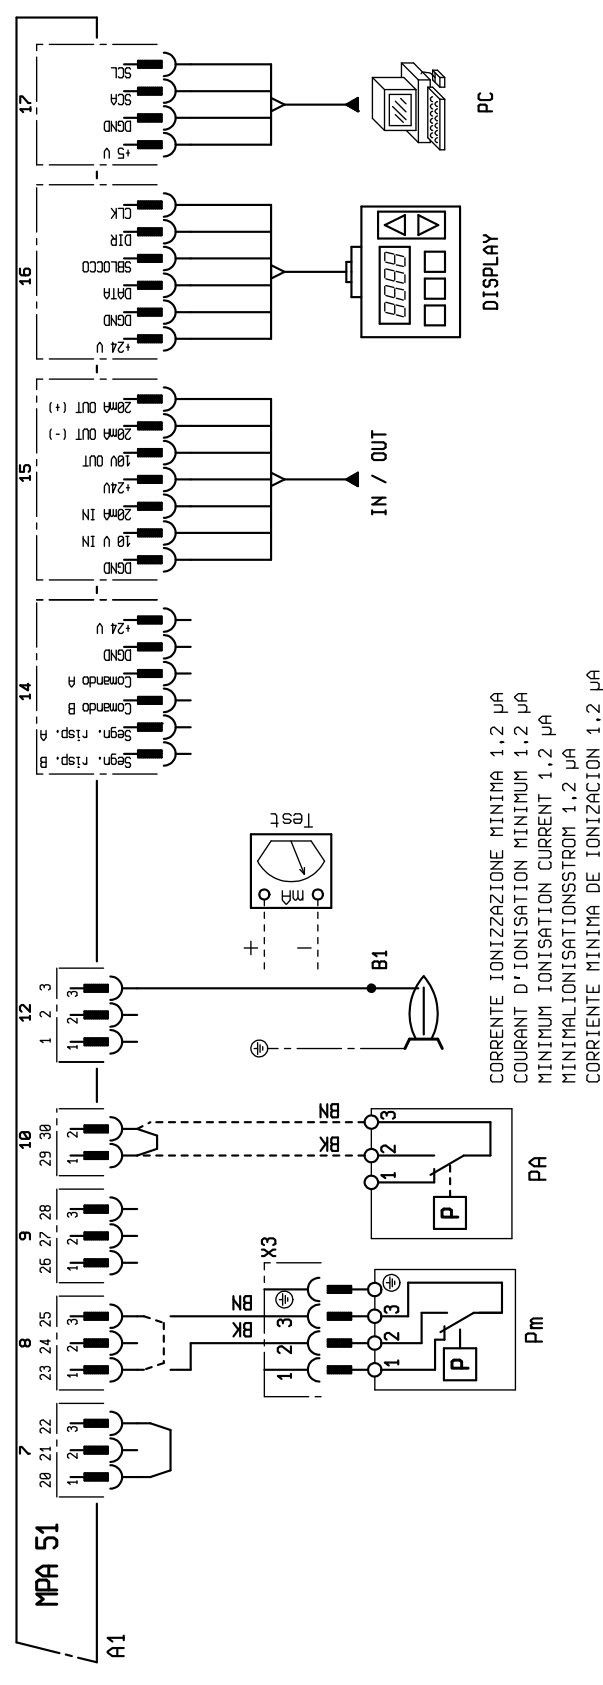 17
SCL
SCA
DGND
+5 V
PC
16
CLK
DIR
SBLOCCO
DATA
DGND
+24 V
8888
DISPLAY
15
20mA OUT (+)
20mA OUT (-)
10V OUT
+24V
20mA IN
10 V IN
DGND
IN / OUT
14
+24 V
DGND
Comando A
Comando B
Segn. risp. A
Segn. risp. B
Test
mA
+
-
12
3
2
1
3
2
1
B1
CORRENTE IONIZZAZIONE MINIMA 1,2 µA
COURANT D'IONISATION MINIMUM 1,2 µA
MINIMUM IONISATION CURRENT 1,2 µA
MINIMALIONISATIONSSTROM 1,2 µA
CORRIENTE MINIMA DE IONIZACION 1,2 µA
10
30
29
2
1
BN
BK
3
2
1
P
PA
9
28
27
26
3
2
1
X3
8
25
24
23
3
2
1
BN
BK
3
2
1
3
2
1
P
Pm
7
22
21
20
3
2
1
MPA 51
A1